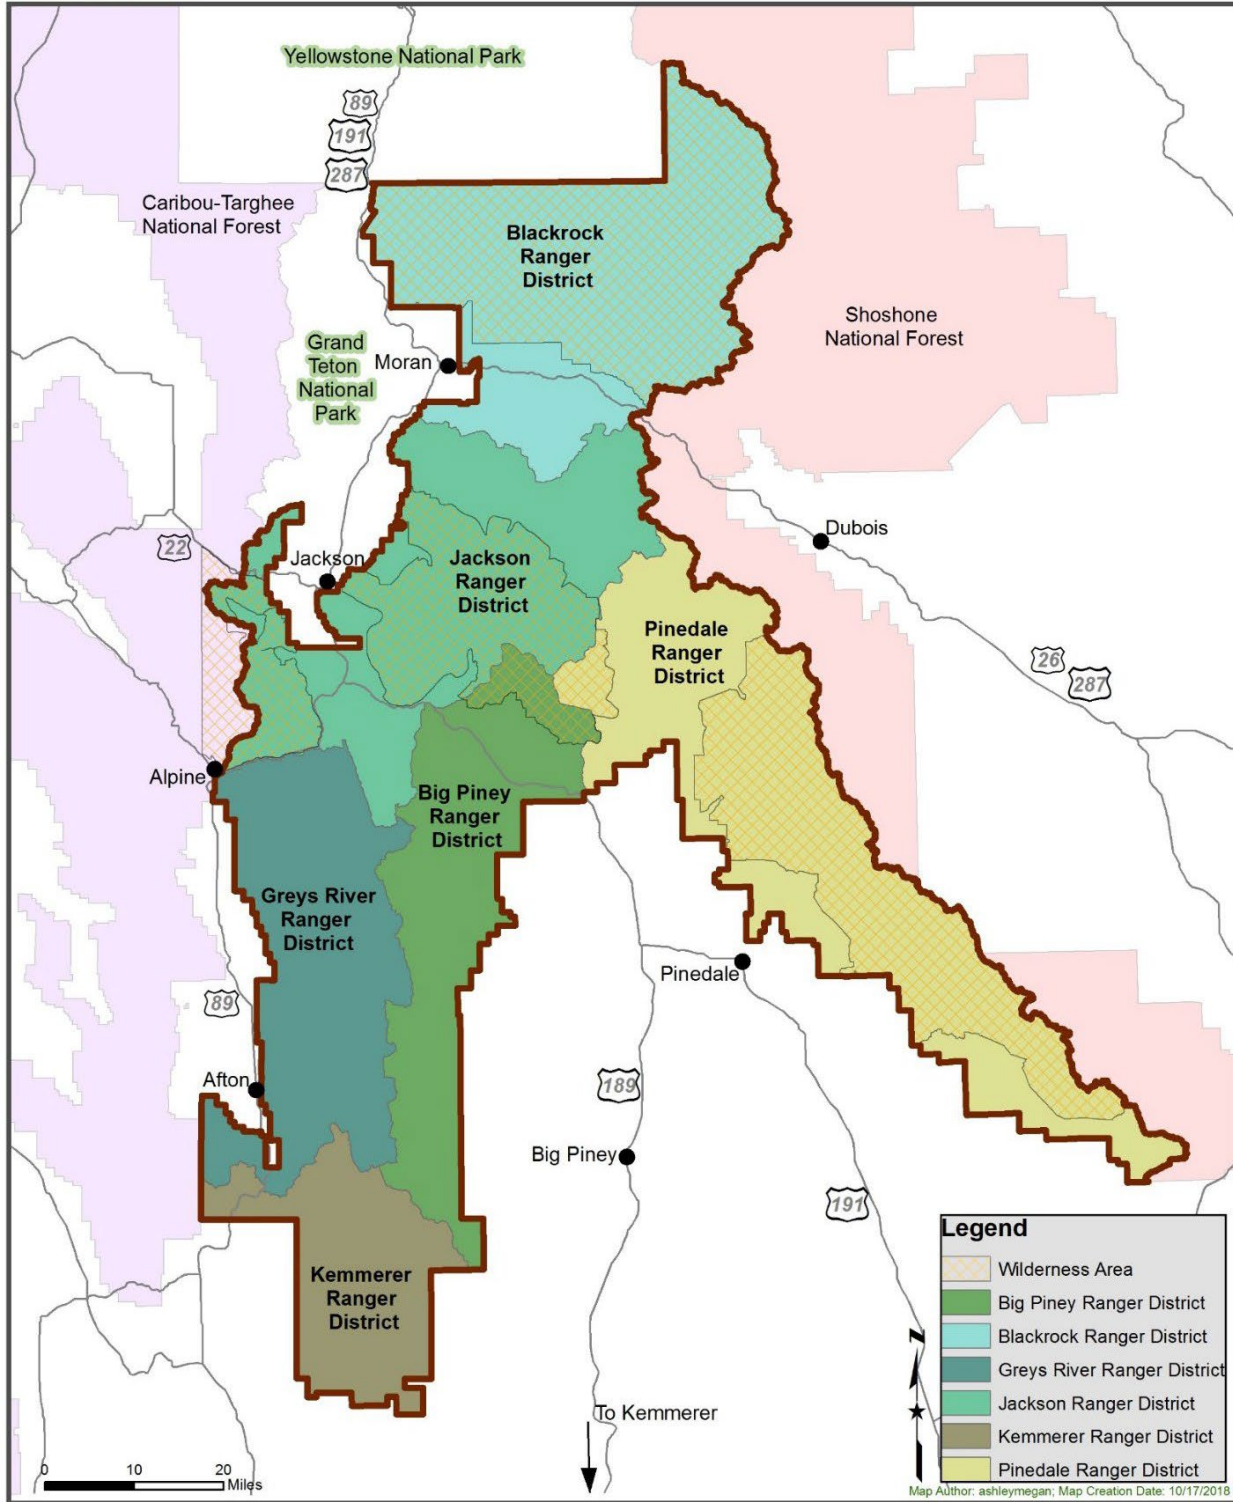 Yellowstone National Park
89
191
287
Caribou-Targhee
National Forest
Blackrock
Ranger
District
Shoshone
National Forest
Grand
Teton
National
Park
Moran
Dubois
22
Jackson
Jackson
Ranger
District
Pinedale
Ranger
District
26
287
Alpine
Big Piney
Ranger
District
Greys River
Ranger
District
Pinedale
89
Afton
189
Big Piney
191
Kemmerer
Ranger
District
To Kemmerer
0 10 20
Miles
Legend
Wilderness Area
Big Piney Ranger District
Blackrock Ranger District
Greys River Ranger District
Jackson Ranger District
Kemmerer Ranger District
Pinedale Ranger District
N
Map Author: ashleymegan; Map Creation Date: 10/17/2018